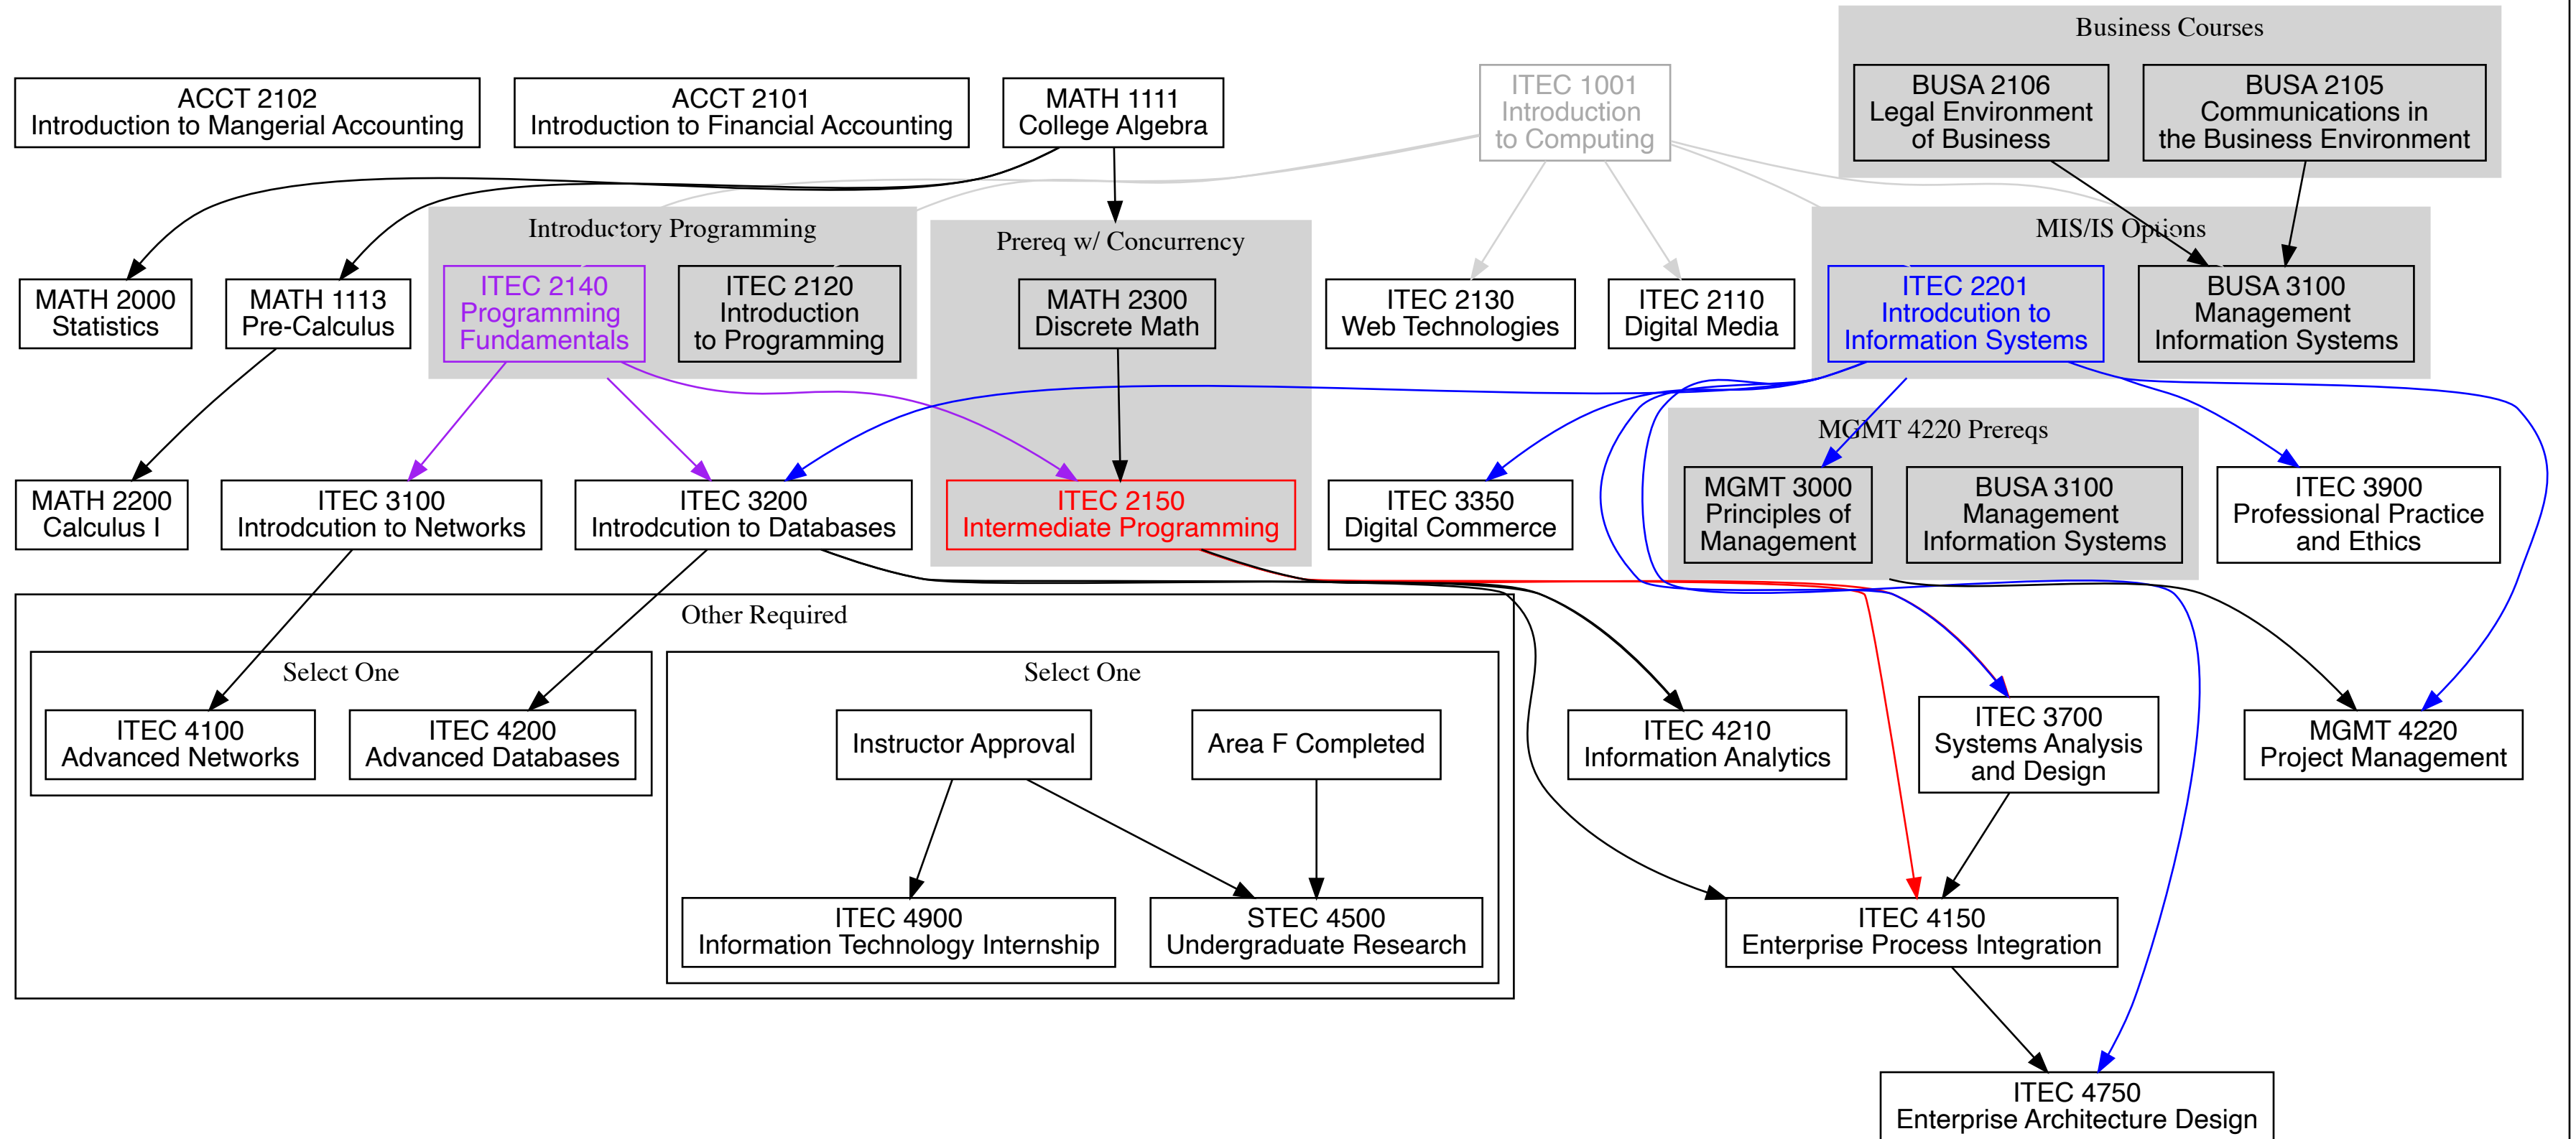 Business Courses
ACCT 2102
Introduction to Mangerial Accounting
ACCT 2101
Introduction to Financial Accounting
MATH 1111
College Algebra
ITEC 1001
Introduction
to Computing
BUSA 2106
Legal Environment
of Business
BUSA 2105
Communications in
the Business Environment
Introductory Programming
Prereq w/ Concurrency
MIS/IS Options
MATH 2000
Statistics
MATH 1113
Pre-Calculus
ITEC 2140
Programming
Fundamentals
ITEC 2120
Introduction
to Programming
MATH 2300
Discrete Math
ITEC 2130
Web Technologies
ITEC 2110
Digital Media
ITEC 2201
Introdcution to
Information Systems
BUSA 3100
Management
Information Systems
MGMT 4220 Prereqs
MATH 2200
Calculus I
ITEC 3100
Introdcution to Networks
ITEC 3200
Introdcution to Databases
ITEC 2150
Intermediate Programming
ITEC 3350
Digital Commerce
MGMT 3000
Principles of
Management
BUSA 3100
Management
Information Systems
ITEC 3900
Professional Practice
and Ethics
Other Required
Select One
Select One
ITEC 4100
Advanced Networks
ITEC 4200
Advanced Databases
Instructor Approval
Area F Completed
ITEC 4210
Information Analytics
ITEC 3700
Systems Analysis
and Design
MGMT 4220
Project Management
ITEC 4900
Information Technology Internship
STEC 4500
Undergraduate Research
ITEC 4150
Enterprise Process Integration
ITEC 4750
Enterprise Architecture Design